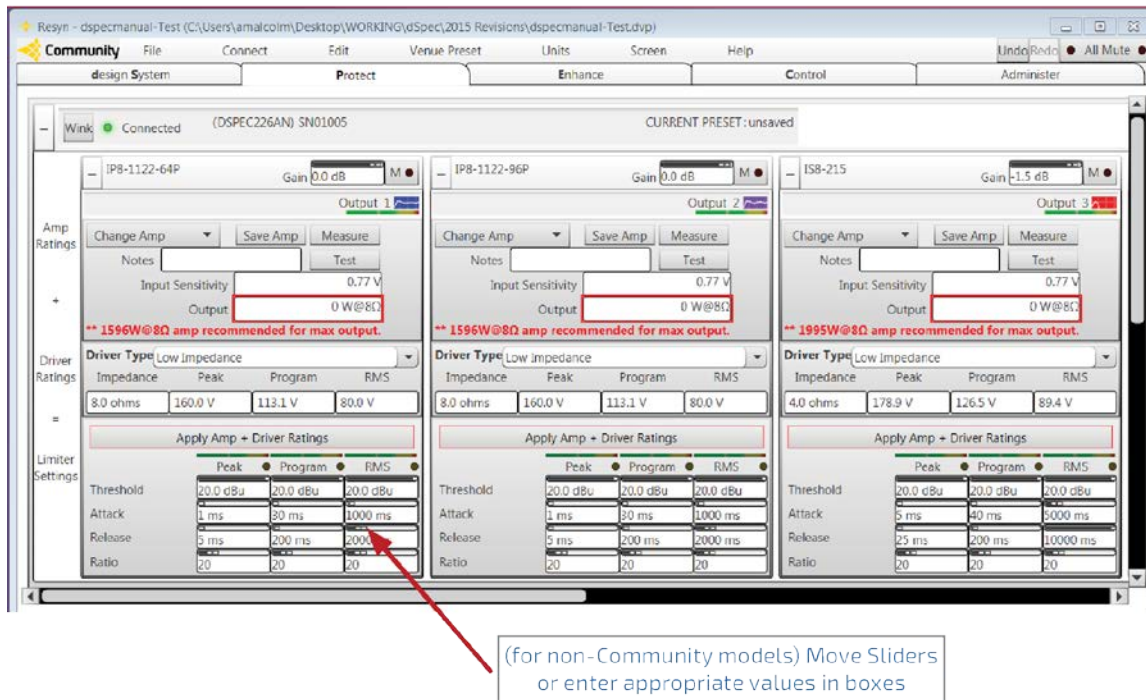 Resyn - dspecmanual-Test (C:\Users\amalcolm\Desktop\WORKING\dSpec\2015 Revisions\dspecmanual-Test.dvp)
Community File Connect Edit Venue Preset Units Screen Help Undo Redo All Mute
design System Protect Enhance Control Administer
Wink Connected (DSPEC226AN) SN01005 CURRENT PRESET: unsaved
Amp Ratings
+
Driver Ratings
=
Limiter Settings
IP8-1122-64P Gain 0.0 dB M
Output 1
Change Amp Save Amp Measure
Notes Test
Input Sensitivity 0.77 V
Output 0 W@8Ω
** 1596W@8Ω amp recommended for max output.
Driver Type Low Impedance
Impedance Peak Program RMS
8.0 ohms 160.0 V 113.1 V 80.0 V
Apply Amp + Driver Ratings
Peak Program RMS
Threshold 20.0 dBu 20.0 dBu 20.0 dBu
Attack 1 ms 30 ms 1000 ms
Release 5 ms 200 ms 2000
Ratio 20 20 20
IP8-1122-96P Gain 0.0 dB M
Output 2
Change Amp Save Amp Measure
Notes Test
Input Sensitivity 0.77 V
Output 0 W@8Ω
** 1596W@8Ω amp recommended for max output.
Driver Type Low Impedance
Impedance Peak Program RMS
8.0 ohms 160.0 V 113.1 V 80.0 V
Apply Amp + Driver Ratings
Peak Program RMS
Threshold 20.0 dBu 20.0 dBu 20.0 dBu
Attack 1 ms 30 ms 1000 ms
Release 5 ms 200 ms 2000 ms
Ratio 20 20 20
IS8-215 Gain -1.5 dB M
Output 3
Change Amp Save Amp Measure
Notes Test
Input Sensitivity 0.77 V
Output 0 W@8Ω
** 1995W@8Ω amp recommended for max output.
Driver Type Low Impedance
Impedance Peak Program RMS
4.0 ohms 178.9 V 126.5 V 89.4 V
Apply Amp + Driver Ratings
Peak Program RMS
Threshold 20.0 dBu 20.0 dBu 20.0 dBu
Attack 5 ms 40 ms 5000 ms
Release 25 ms 200 ms 10000 ms
Ratio 20 20 20
(for non-Community models) Move Sliders
or enter appropriate values in boxes